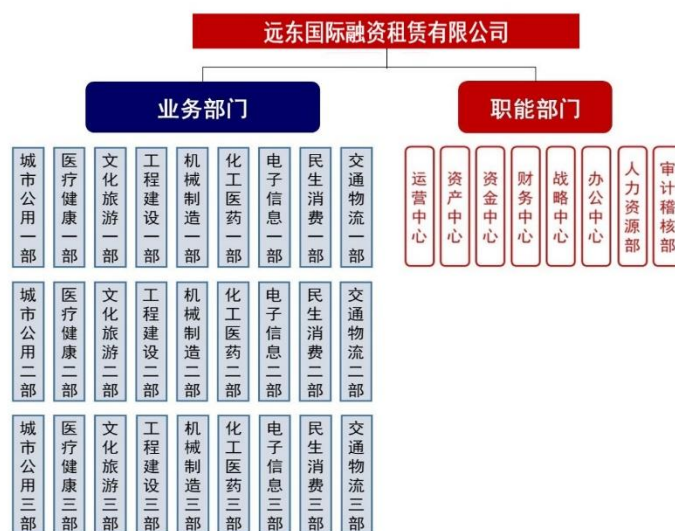 远东国际融资租赁有限公司
业务部门
职能部门
城市公用一部
医疗健康一部
文化旅游一部
工程建设一部
机械制造一部
化工医药一部
电子信息一部
民生消费一部
交通物流一部
运营中心
资产中心
资金中心
财务中心
战略中心
办公中心
人力资源部
审计稽核部
城市公用二部
医疗健康二部
文化旅游二部
工程建设二部
机械制造二部
化工医药二部
电子信息二部
民生消费二部
交通物流二部
城市公用三部
医疗健康三部
文化旅游三部
工程建设三部
机械制造三部
化工医药三部
电子信息三部
民生消费三部
交通物流三部